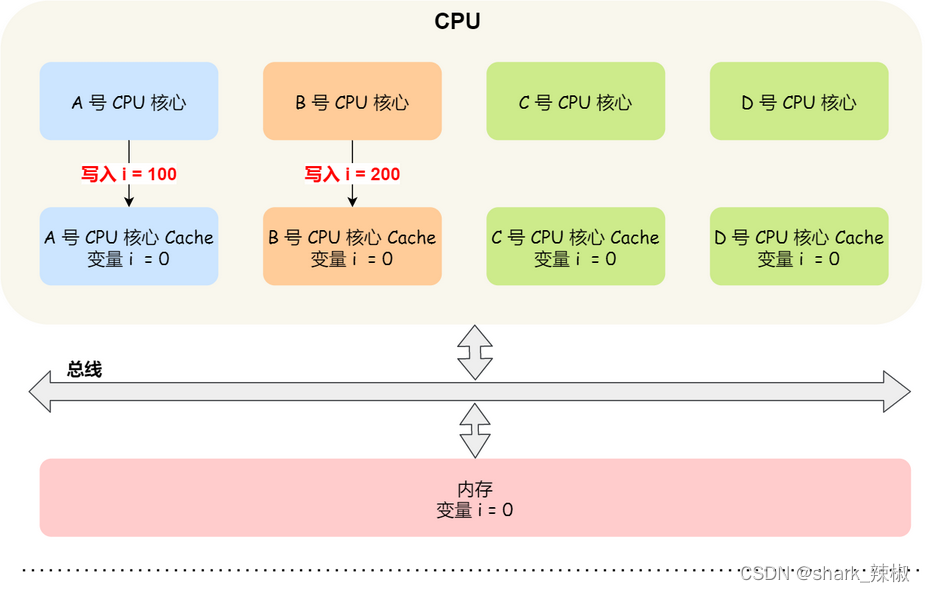 CPU
A 号 CPU 核心
B 号 CPU 核心
C 号 CPU 核心
D 号 CPU 核心
写入 i = 100
写入 i = 200
A 号 CPU 核心 Cache
变量 i = 0
B 号 CPU 核心 Cache
变量 i = 0
C 号 CPU 核心 Cache
变量 i = 0
D 号 CPU 核心 Cache
变量 i = 0
总线
内存
变量 i = 0
CSDN @shark_辣椒